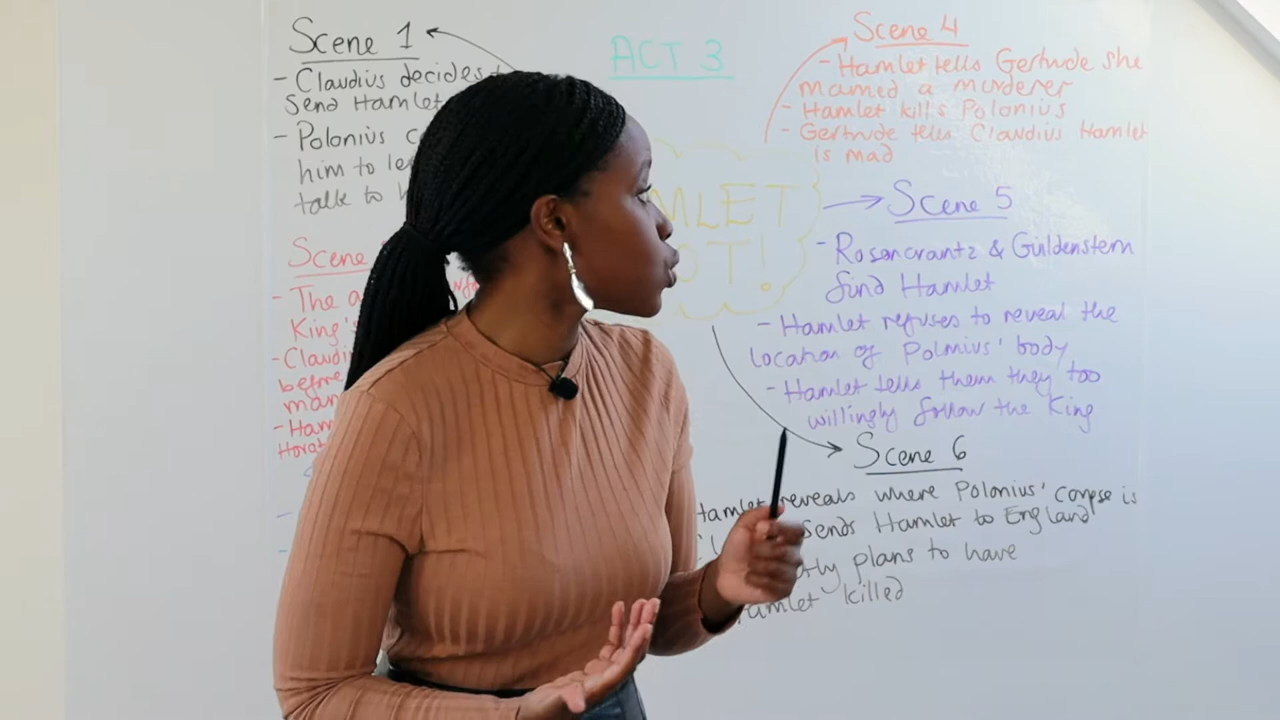 Scene 1
- Claudius decides
Send Hamlet
- Polonius
him to
talk to
Scene
- The
King's
- Claudi
before
man
- Ham
Horat
ACT 3
MLET
OT!
Scene 4
- Hamlet tells Gertrude she
married a murderer
- Hamlet kills Polonius
- Gertrude tells Claudius Hamlet
is mad
Scene 5
- Rosencrantz & Guildenstern
find Hamlet
- Hamlet refuses to reveal the
location of Polonius' body
- Hamlet tells them they too
willingly follow the King
Scene 6
Hamlet reveals where Polonius' corpse is
sends Hamlet to England
plans to have
Hamlet killed